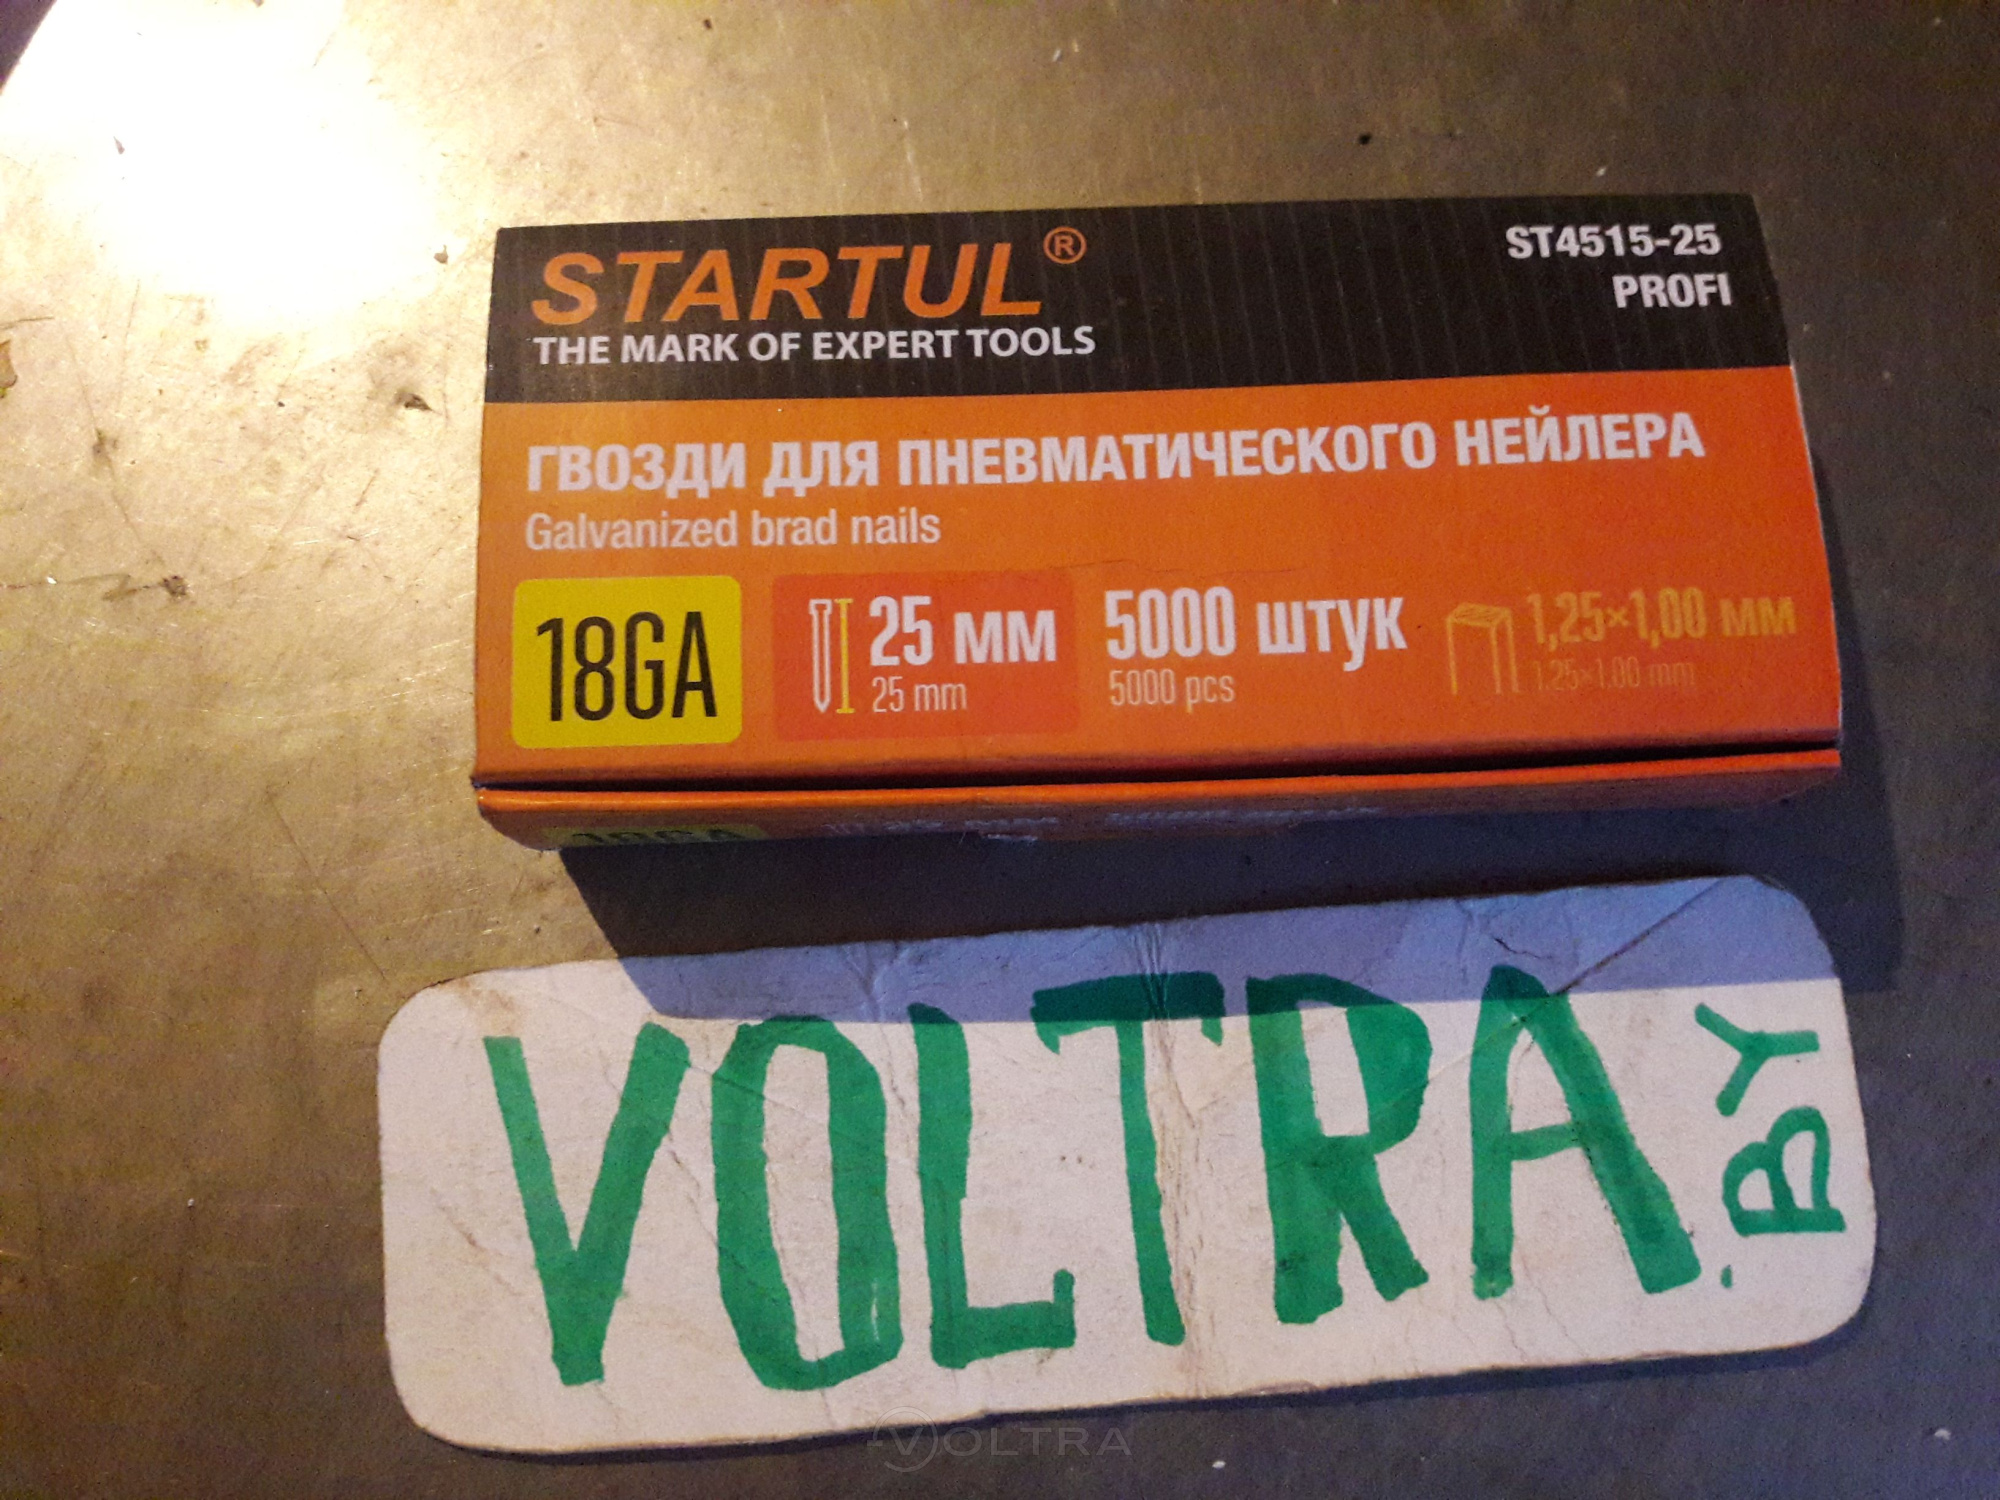 STARTUL®
THE MARK OF EXPERT TOOLS
ST4515-25
PROFI
ГВОЗДИ ДЛЯ ПНЕВМАТИЧЕСКОГО НЕЙЛЕРА
Galvanized brad nails
18GA
25 мм
25 mm
5000 штук
5000 pcs
1,25×1,00 мм
1.25×1.00 mm
18GA
VOLTRA
.BY
VOLTRA